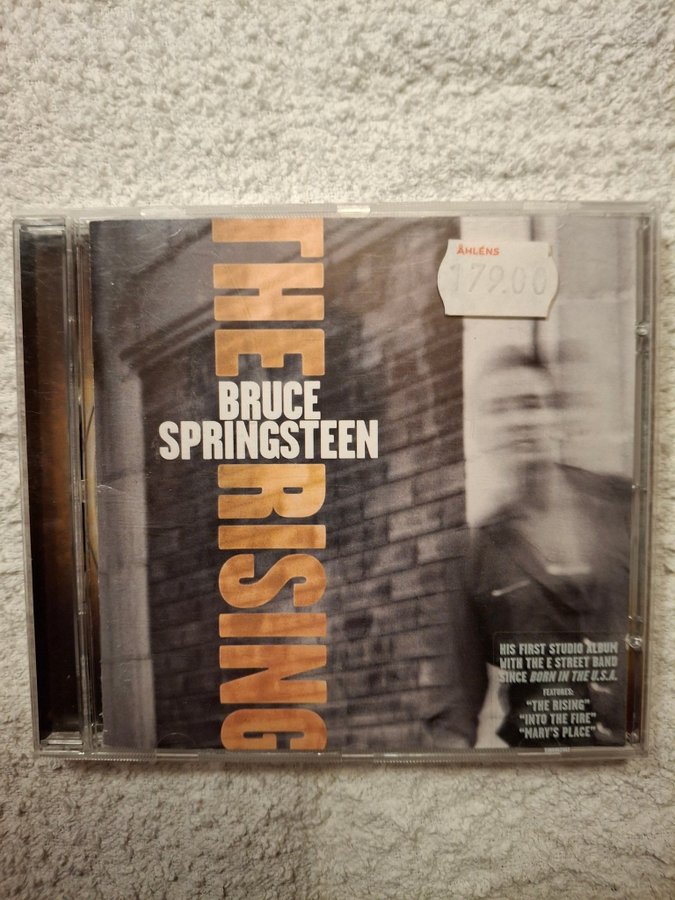 ÅHLÉNS
179.00
THE RISING
BRUCE
SPRINGSTEEN
HIS FIRST STUDIO ALBUM
WITH THE E STREET BAND
SINCE BORN IN THE U.S.A.
FEATURES:
"THE RISING"
"INTO THE FIRE"
"MARY'S PLACE"